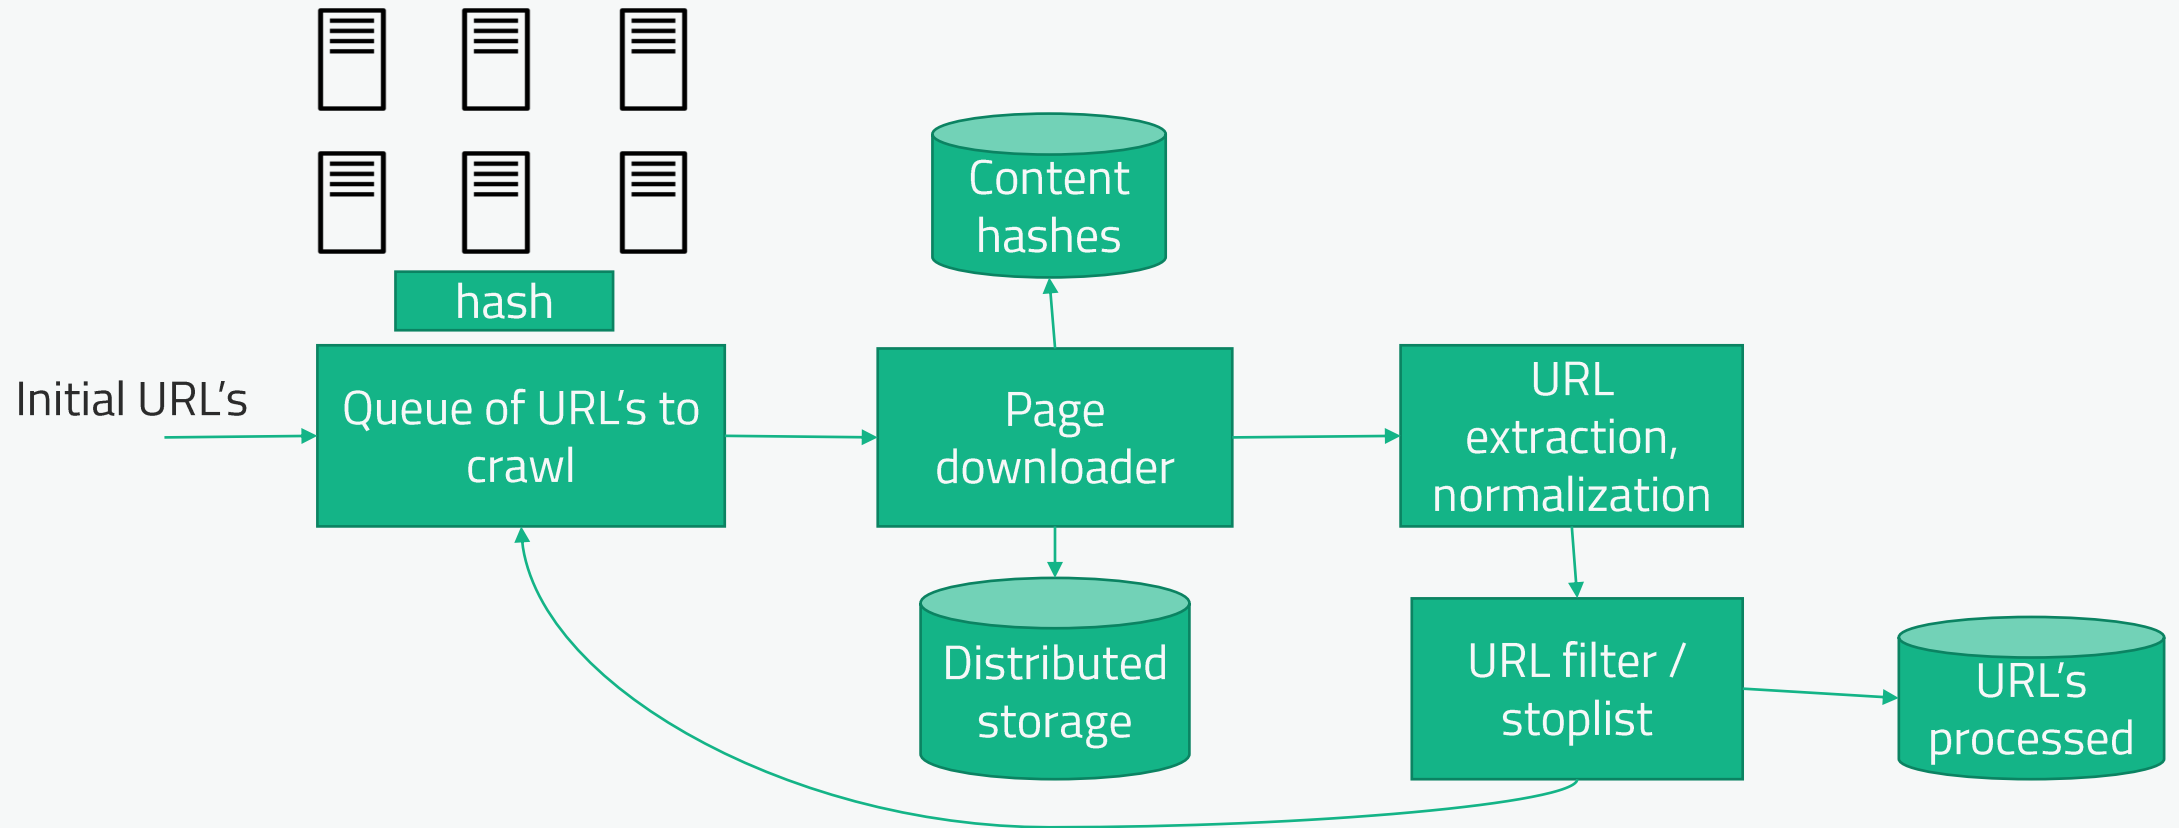 Content
hashes
hash
Initial URL’s
Queue of URL’s to
crawl
Page
downloader
URL
extraction,
normalization
Distributed
storage
URL filter /
stoplist
URL’s
processed